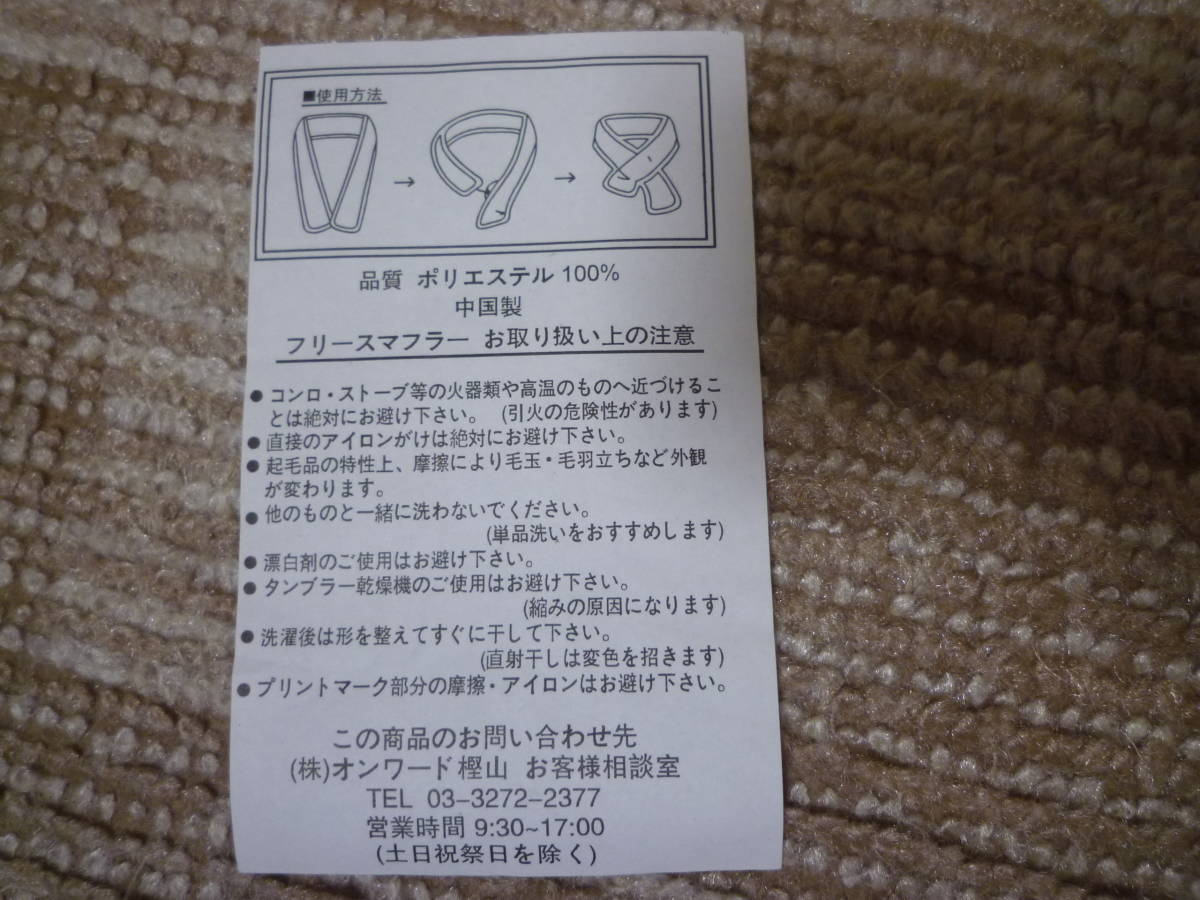 ■使用方法
→ →
品質 ポリエステル 100%
中国製
フリースマフラー お取り扱い上の注意
● コンロ・ストーブ等の火器類や高温のものへ近づけるこ
とは絶対にお避け下さい。 (引火の危険性があります)
● 直接のアイロンがけは絶対にお避け下さい。
● 起毛品の特性上、摩擦により毛玉・毛羽立ちなど外観
が変わります。
● 他のものと一緒に洗わないでください。
(単品洗いをおすすめします)
● 漂白剤のご使用はお避け下さい。
● タンブラー乾燥機のご使用はお避け下さい。
(縮みの原因になります)
● 洗濯後は形を整えてすぐに干して下さい。
(直射干しは変色を招きます)
● プリントマーク部分の摩擦・アイロンはお避け下さい。
この商品のお問い合わせ先
(株)オンワード樫山 お客様相談室
TEL 03-3272-2377
営業時間 9:30~17:00
(土日祝祭日を除く)